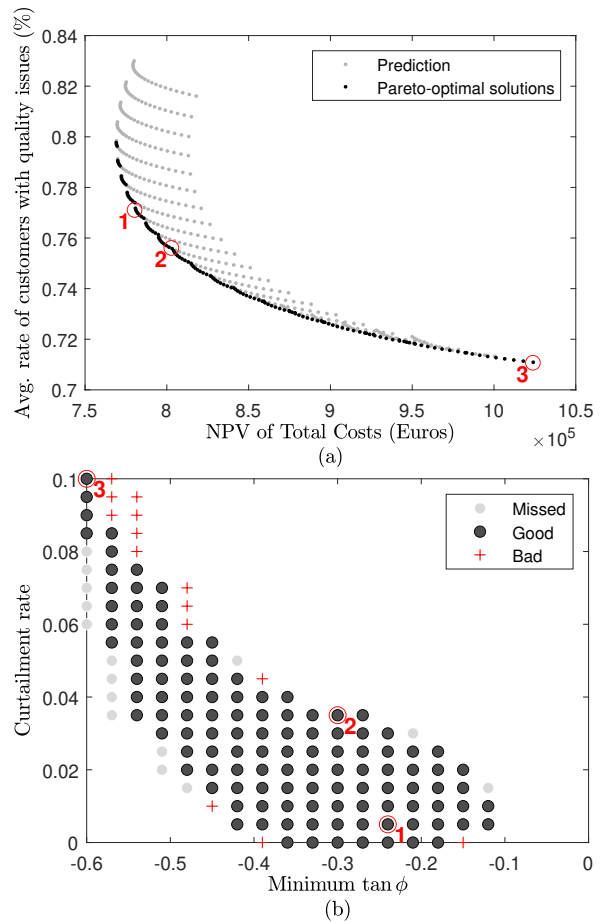 Avg. rate of customers with quality issues (%)
0.84
0.82
0.8
0.78
0.76
0.74
0.72
0.7
Prediction
Pareto-optimal solutions
1
2
3
7.5 8 8.5 9 9.5 10 10.5
NPV of Total Costs (Euros)
× 10⁵
(a)
Curtailment rate
0.1
0.08
0.06
0.04
0.02
0
Missed
Good
Bad
3
2
1
-0.6 -0.5 -0.4 -0.3 -0.2 -0.1 0
Minimum tan ϕ
(b)